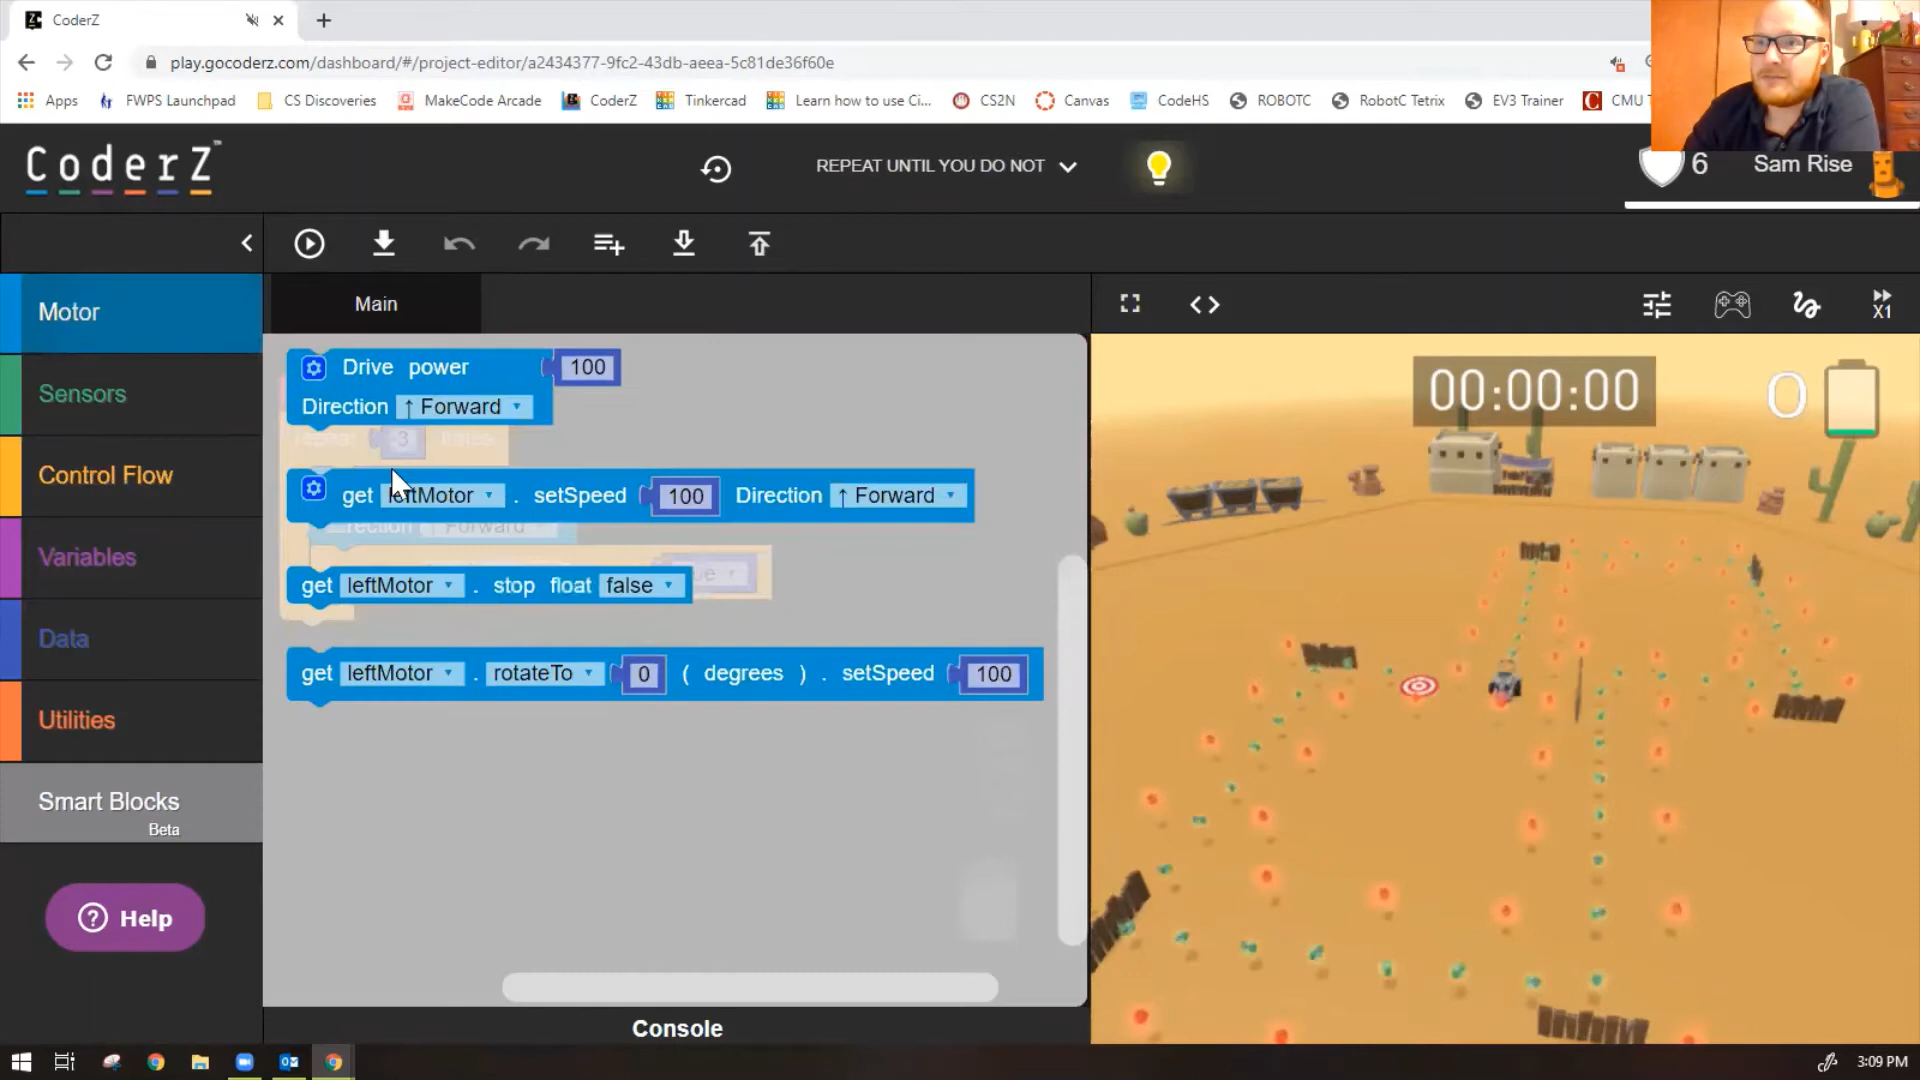 CoderZ
play.gocoderz.com/dashboard/#/project-editor/a2434377-9fc2-43db-aeea-5c81de36f60e
Apps FWPS Launchpad CS Discoveries MakeCode Arcade CoderZ Tinkercad Learn how to use Ci... CS2N Canvas CodeHS ROBOTC RobotC Tetrix EV3 Trainer CMU
CoderZ™ REPEAT UNTIL YOU DO NOT 6 Sam Rise
Main
X1
Motor
Sensors
Control Flow
Variables
Data
Utilities
Smart Blocks
Beta
Help
Drive power 100
Direction ↑ Forward
3
get leftMotor . setSpeed 100 Direction ↑ Forward
Direction Forward
get leftMotor . stop float false
get leftMotor . rotateTo 0 ( degrees ) . setSpeed 100
00:00:00 0
Console
3:09 PM